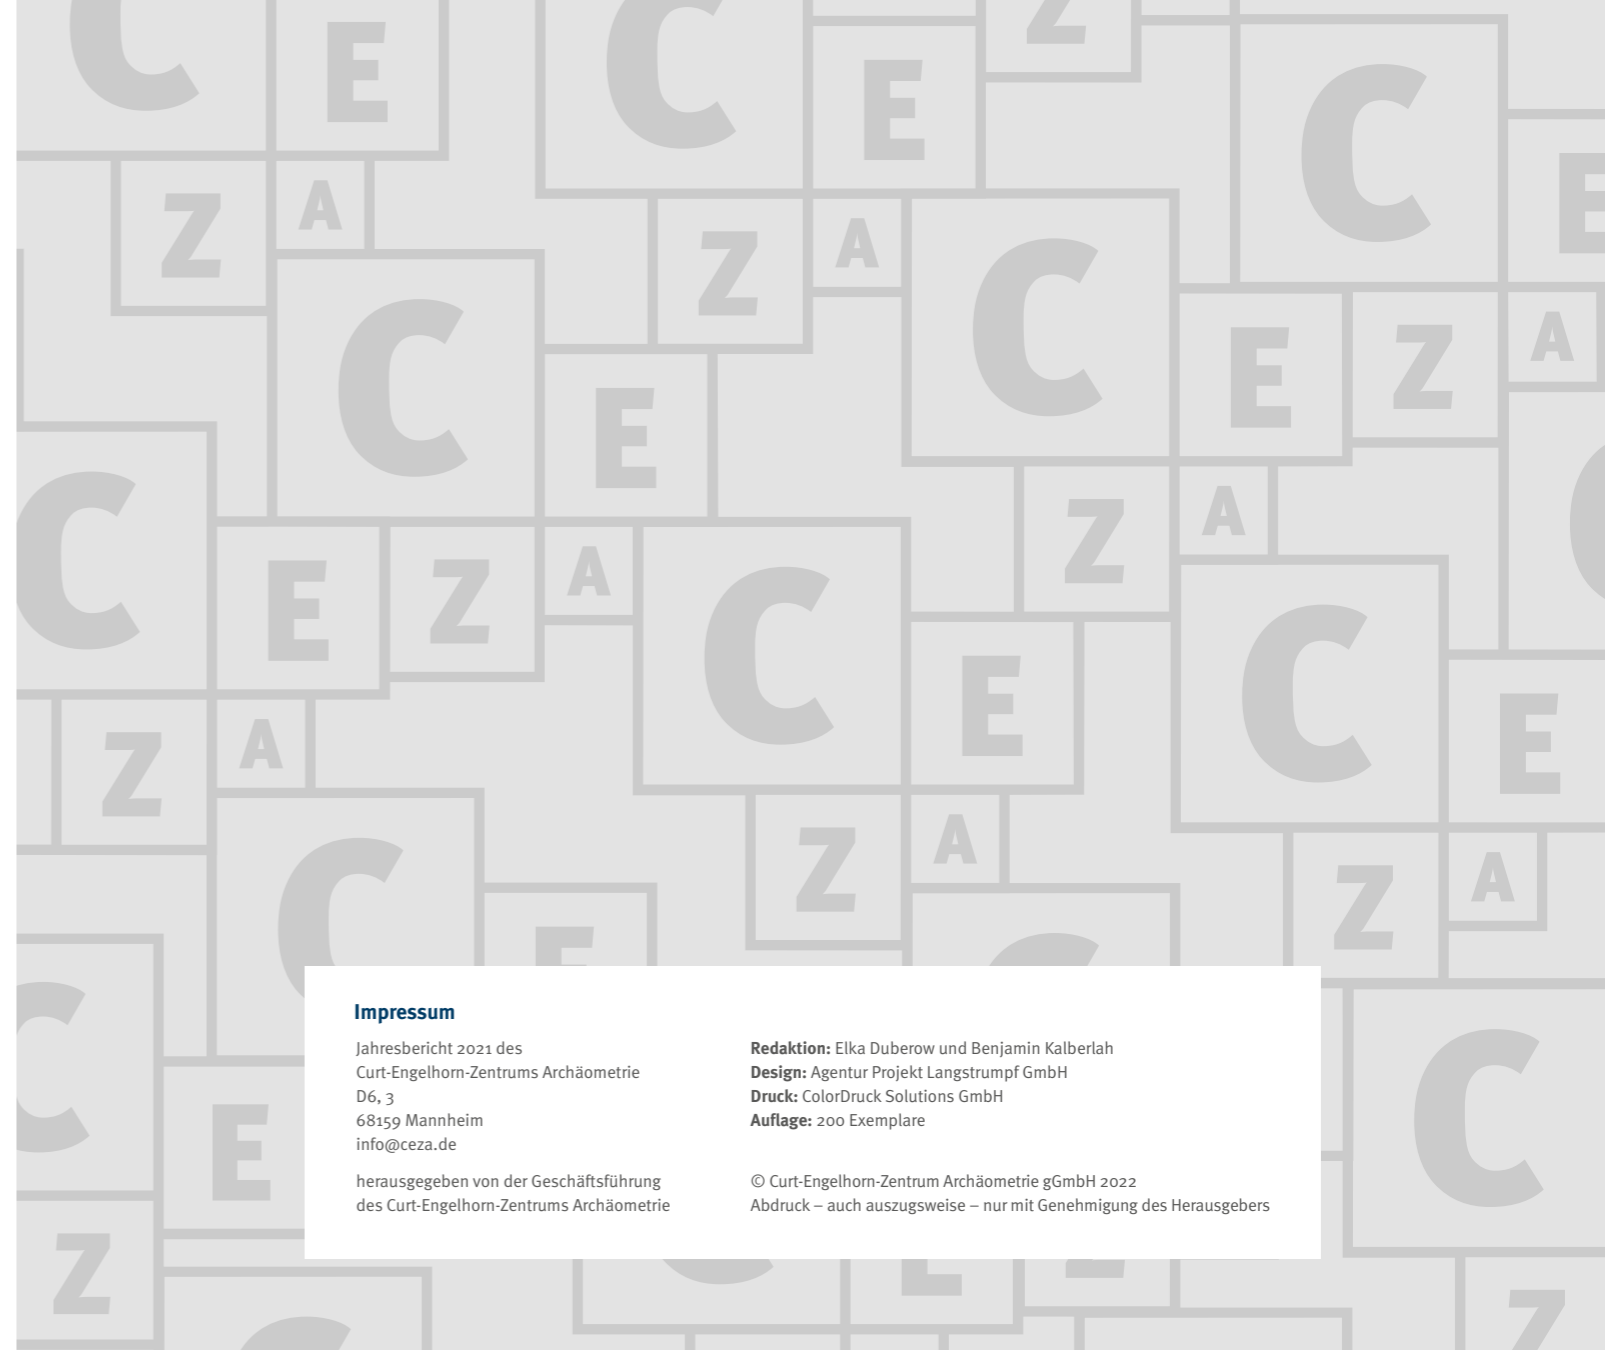 Impressum
Jahresbericht 2021 des
Curt-Engelhorn-Zentrums Archäometrie
D6, 3
68159 Mannheim
info@ceza.de
herausgegeben von der Geschäftsführung
des Curt-Engelhorn-Zentrums Archäometrie
Redaktion: Elka Duberow und Benjamin Kalberlah
Design: Agentur Projekt Langstrumpf GmbH
Druck: ColorDruck Solutions GmbH
Auflage: 200 Exemplare
© Curt-Engelhorn-Zentrum Archäometrie gGmbH 2022
Abdruck – auch auszugsweise – nur mit Genehmigung des Herausgebers